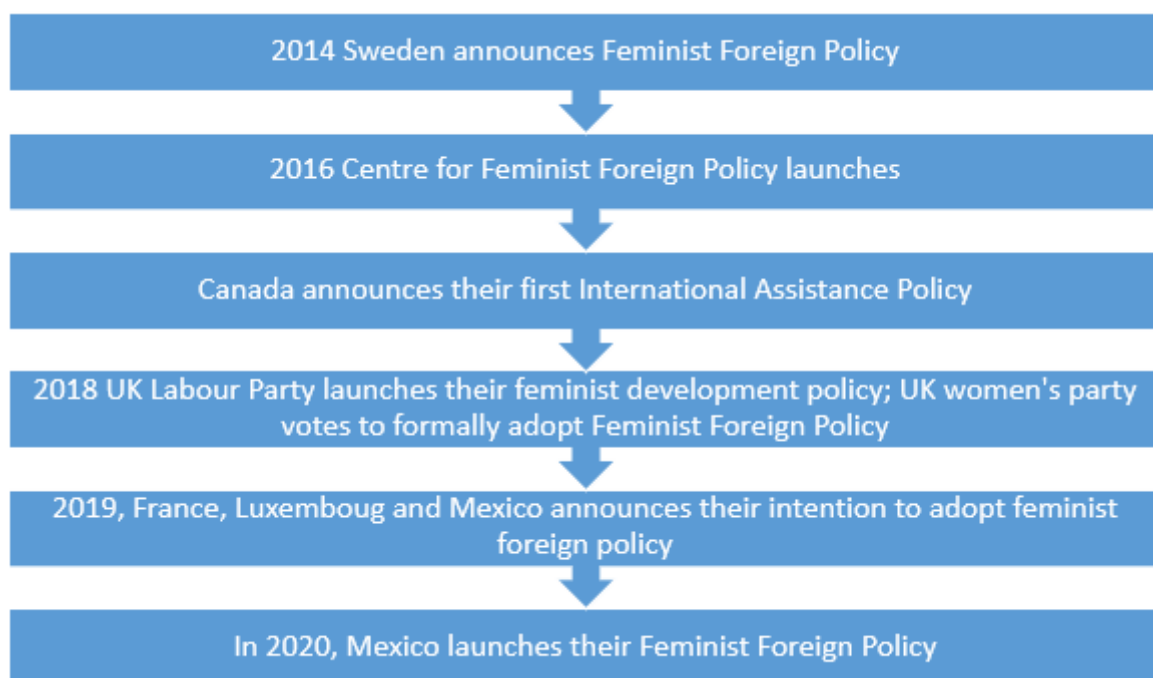 2014 Sweden announces Feminist Foreign Policy
2016 Centre for Feminist Foreign Policy launches
Canada announces their first International Assistance Policy
2018 UK Labour Party launches their feminist development policy; UK women's party
votes to formally adopt Feminist Foreign Policy
2019, France, Luxemboug and Mexico announces their intention to adopt feminist
foreign policy
In 2020, Mexico launches their Feminist Foreign Policy